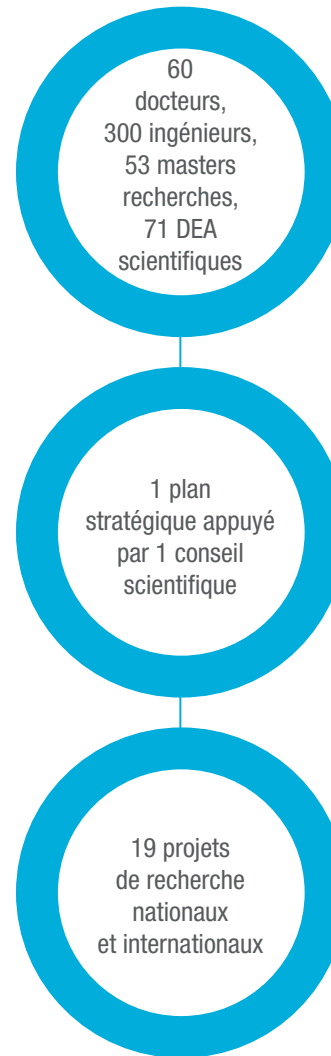 60
docteurs,
300 ingénieurs,
53 masters
recherches,
71 DEA
scientifiques
1 plan
stratégique appuyé
par 1 conseil
scientifique
19 projets
de recherche
nationaux
et internationaux